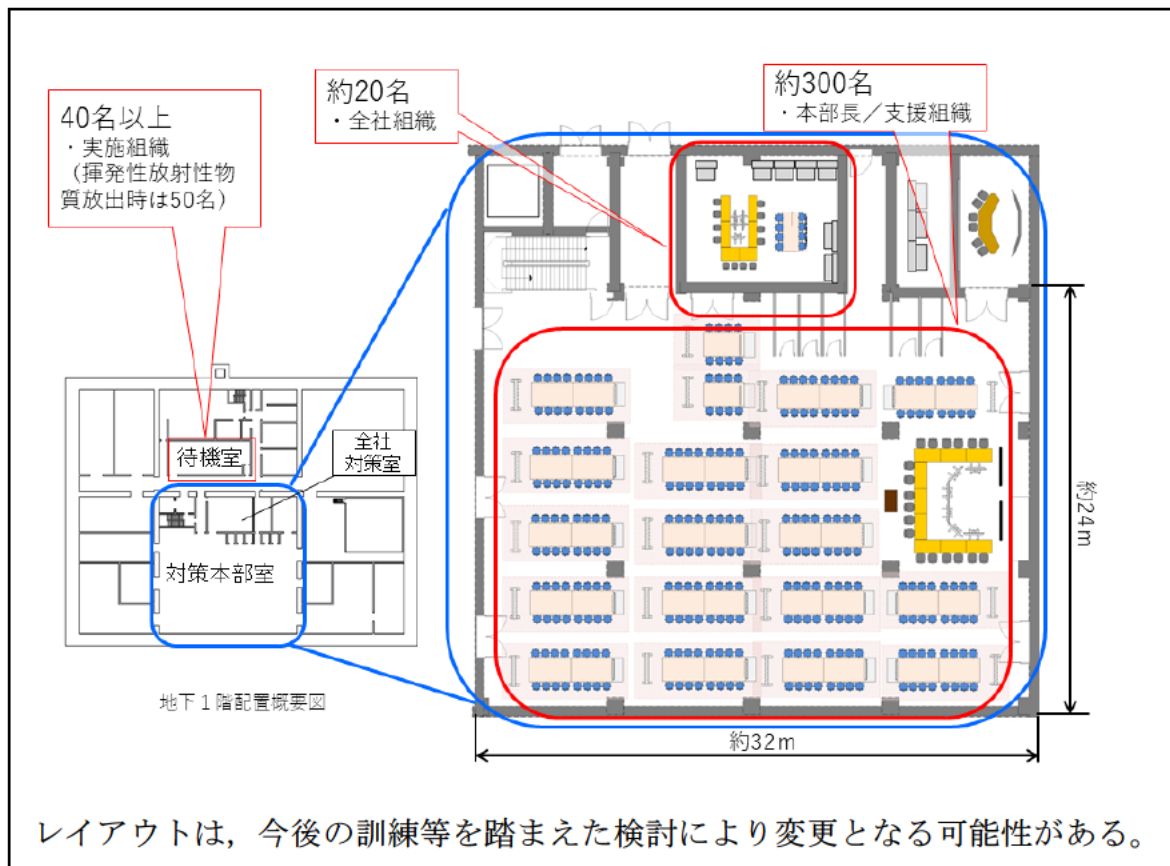 40名以上
・実施組織
（揮発性放射性物
質放出時は50名）
約20名
・全社組織
約300名
・本部長／支援組織
待機室
全社
対策室
対策本部室
地下１階配置概要図
約24m
約32m
レイアウトは，今後の訓練等を踏まえた検討により変更となる可能性がある。